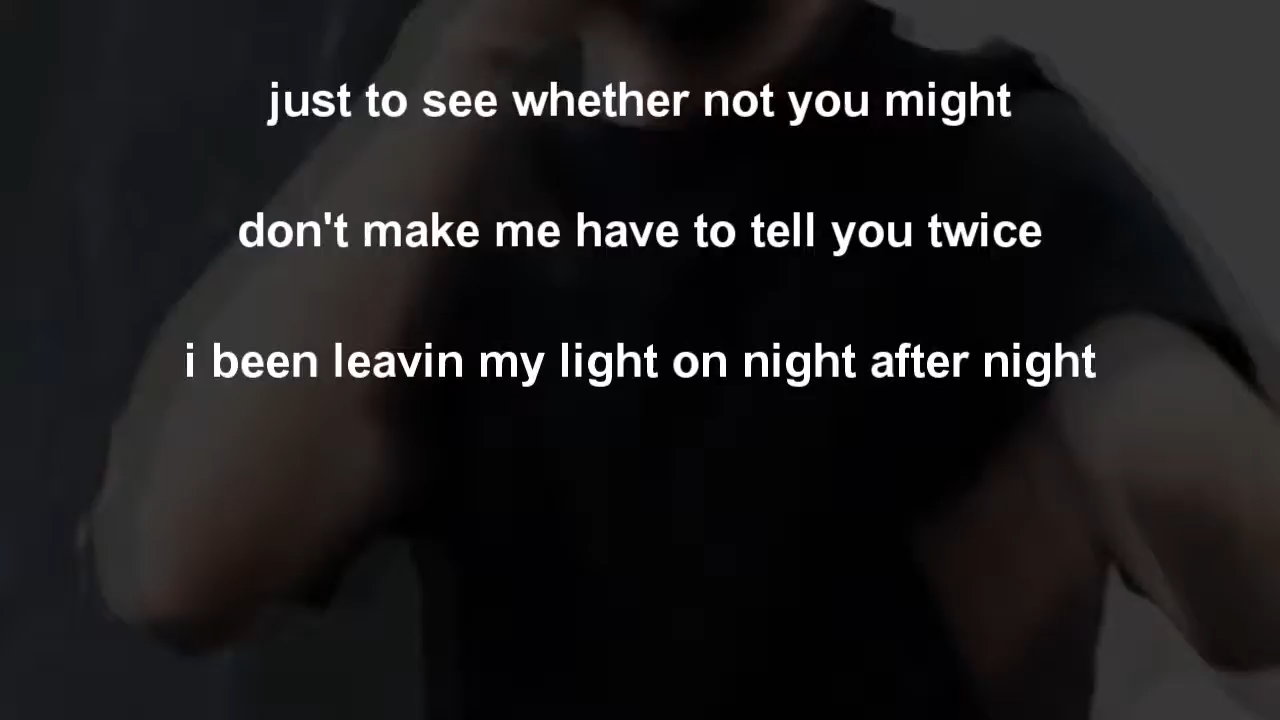 just to see whether not you might
don't make me have to tell you twice
i been leavin my light on night after night